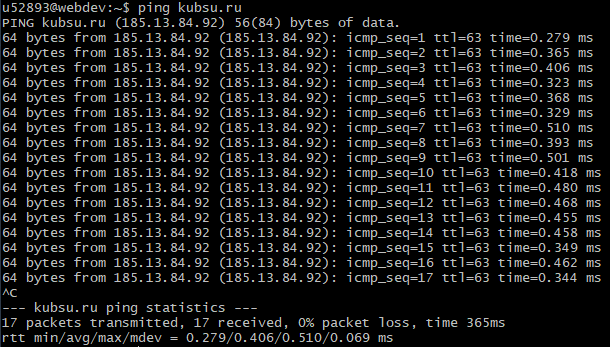 u52893@webdev:~$ ping kubsu.ru
PING kubsu.ru (185.13.84.92) 56(84) bytes of data.
64 bytes from 185.13.84.92 (185.13.84.92): icmp_seq=1 ttl=63 time=0.279 ms
64 bytes from 185.13.84.92 (185.13.84.92): icmp_seq=2 ttl=63 time=0.365 ms
64 bytes from 185.13.84.92 (185.13.84.92): icmp_seq=3 ttl=63 time=0.406 ms
64 bytes from 185.13.84.92 (185.13.84.92): icmp_seq=4 ttl=63 time=0.323 ms
64 bytes from 185.13.84.92 (185.13.84.92): icmp_seq=5 ttl=63 time=0.368 ms
64 bytes from 185.13.84.92 (185.13.84.92): icmp_seq=6 ttl=63 time=0.329 ms
64 bytes from 185.13.84.92 (185.13.84.92): icmp_seq=7 ttl=63 time=0.510 ms
64 bytes from 185.13.84.92 (185.13.84.92): icmp_seq=8 ttl=63 time=0.393 ms
64 bytes from 185.13.84.92 (185.13.84.92): icmp_seq=9 ttl=63 time=0.501 ms
64 bytes from 185.13.84.92 (185.13.84.92): icmp_seq=10 ttl=63 time=0.418 ms
64 bytes from 185.13.84.92 (185.13.84.92): icmp_seq=11 ttl=63 time=0.480 ms
64 bytes from 185.13.84.92 (185.13.84.92): icmp_seq=12 ttl=63 time=0.468 ms
64 bytes from 185.13.84.92 (185.13.84.92): icmp_seq=13 ttl=63 time=0.455 ms
64 bytes from 185.13.84.92 (185.13.84.92): icmp_seq=14 ttl=63 time=0.458 ms
64 bytes from 185.13.84.92 (185.13.84.92): icmp_seq=15 ttl=63 time=0.349 ms
64 bytes from 185.13.84.92 (185.13.84.92): icmp_seq=16 ttl=63 time=0.462 ms
64 bytes from 185.13.84.92 (185.13.84.92): icmp_seq=17 ttl=63 time=0.344 ms
^C
--- kubsu.ru ping statistics ---
17 packets transmitted, 17 received, 0% packet loss, time 365ms
rtt min/avg/max/mdev = 0.279/0.406/0.510/0.069 ms